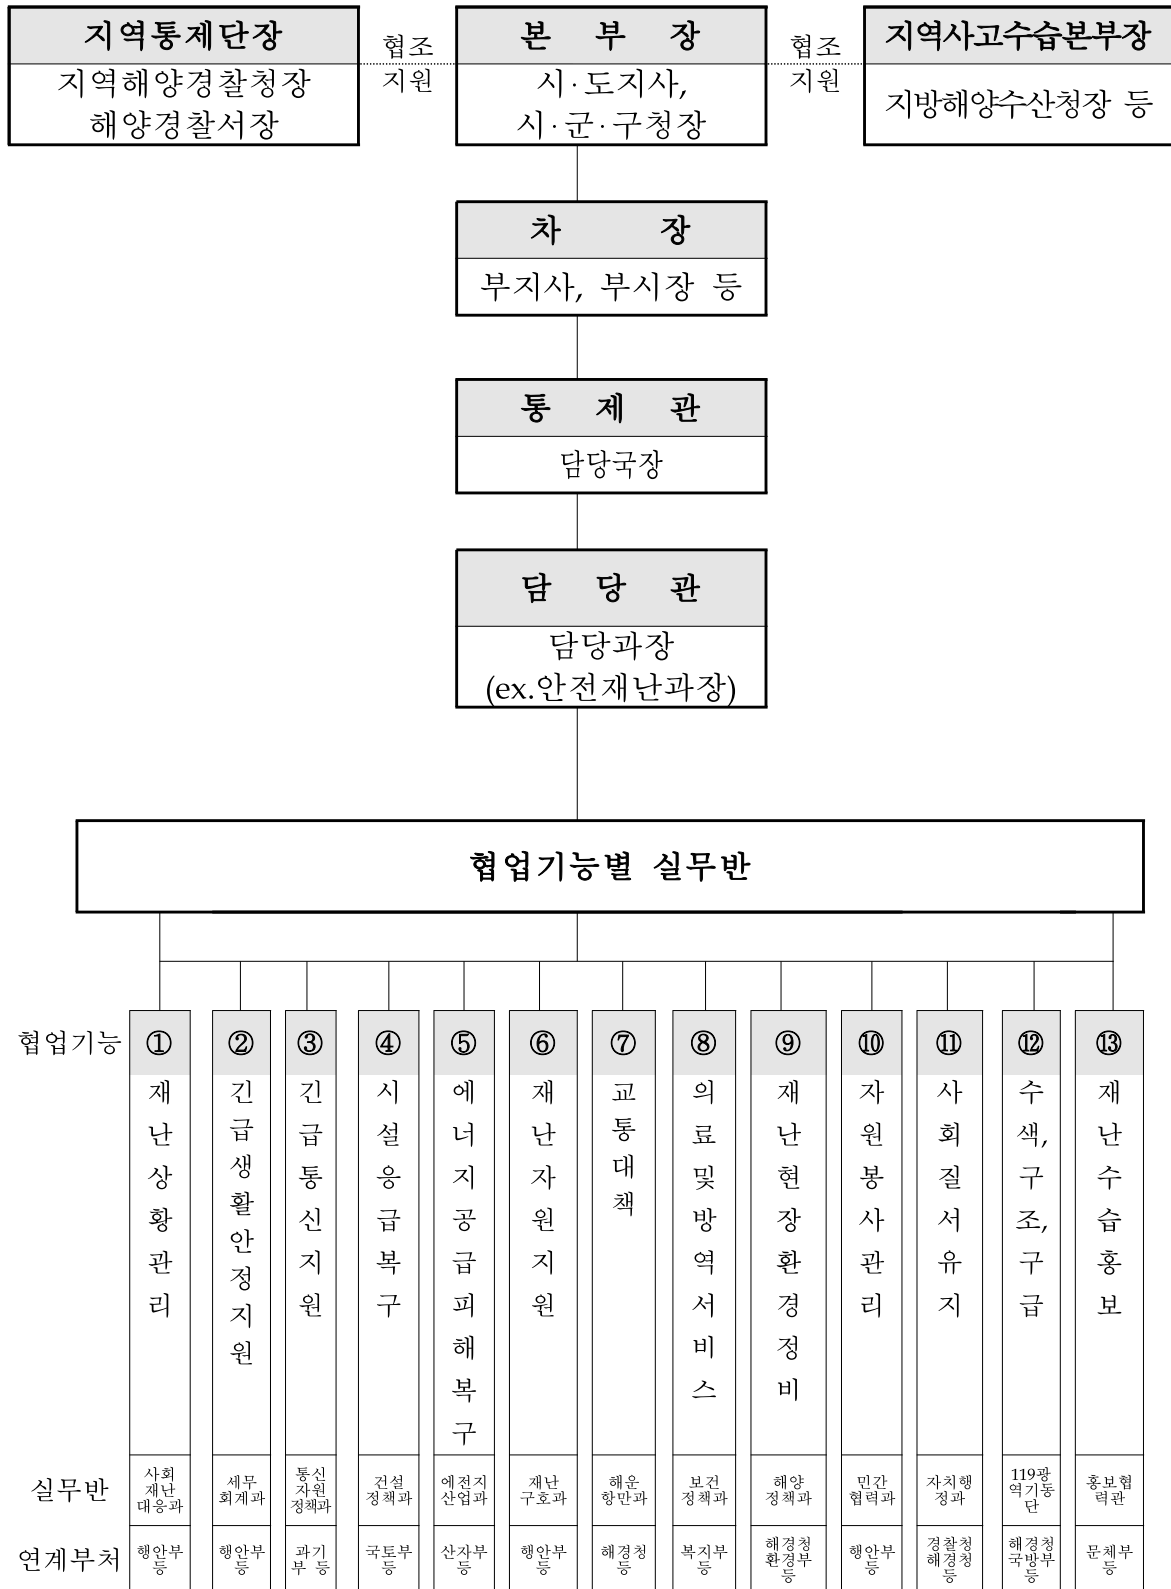 지역통제단장
지역해양경찰청장
해양경찰서장
협조
지원
본 부 장
시·도지사,
시·군·구청장
협조
지원
지역사고수습본부장
지방해양수산청장 등
차 장
부지사, 부시장 등
통 제 관
담당국장
담 당 관
담당과장
(ex.안전재난과장)
협업기능별 실무반
협업기능
① 재난상황관리
② 긴급생활안정지원
③ 긴급통신지원
④ 시설응급복구
⑤ 에너지공급피해복구
⑥ 재난자원지원
⑦ 교통대책
⑧ 의료및방역서비스
⑨ 재난현장환경정비
⑩ 자원봉사관리
⑪ 사회질서유지
⑫ 수색,구조,구급
⑬ 재난수습홍보
실무반
사회
재난
대응과
세무
회계과
통신
자원
정책과
건설
정책과
에전지
산업과
재난
구호과
해운
항만과
보건
정책과
해양
정책과
민간
협력과
자치행
정과
119광
역기동
단
홍보협
력관
연계부처
행안부
등
행안부
등
과기
부 등
국토부
등
산자부
등
행안부
등
해경청
등
복지부
등
해경청
환경부
등
행안부
등
경찰청
해경청
등
해경청
국방부
등
문체부
등